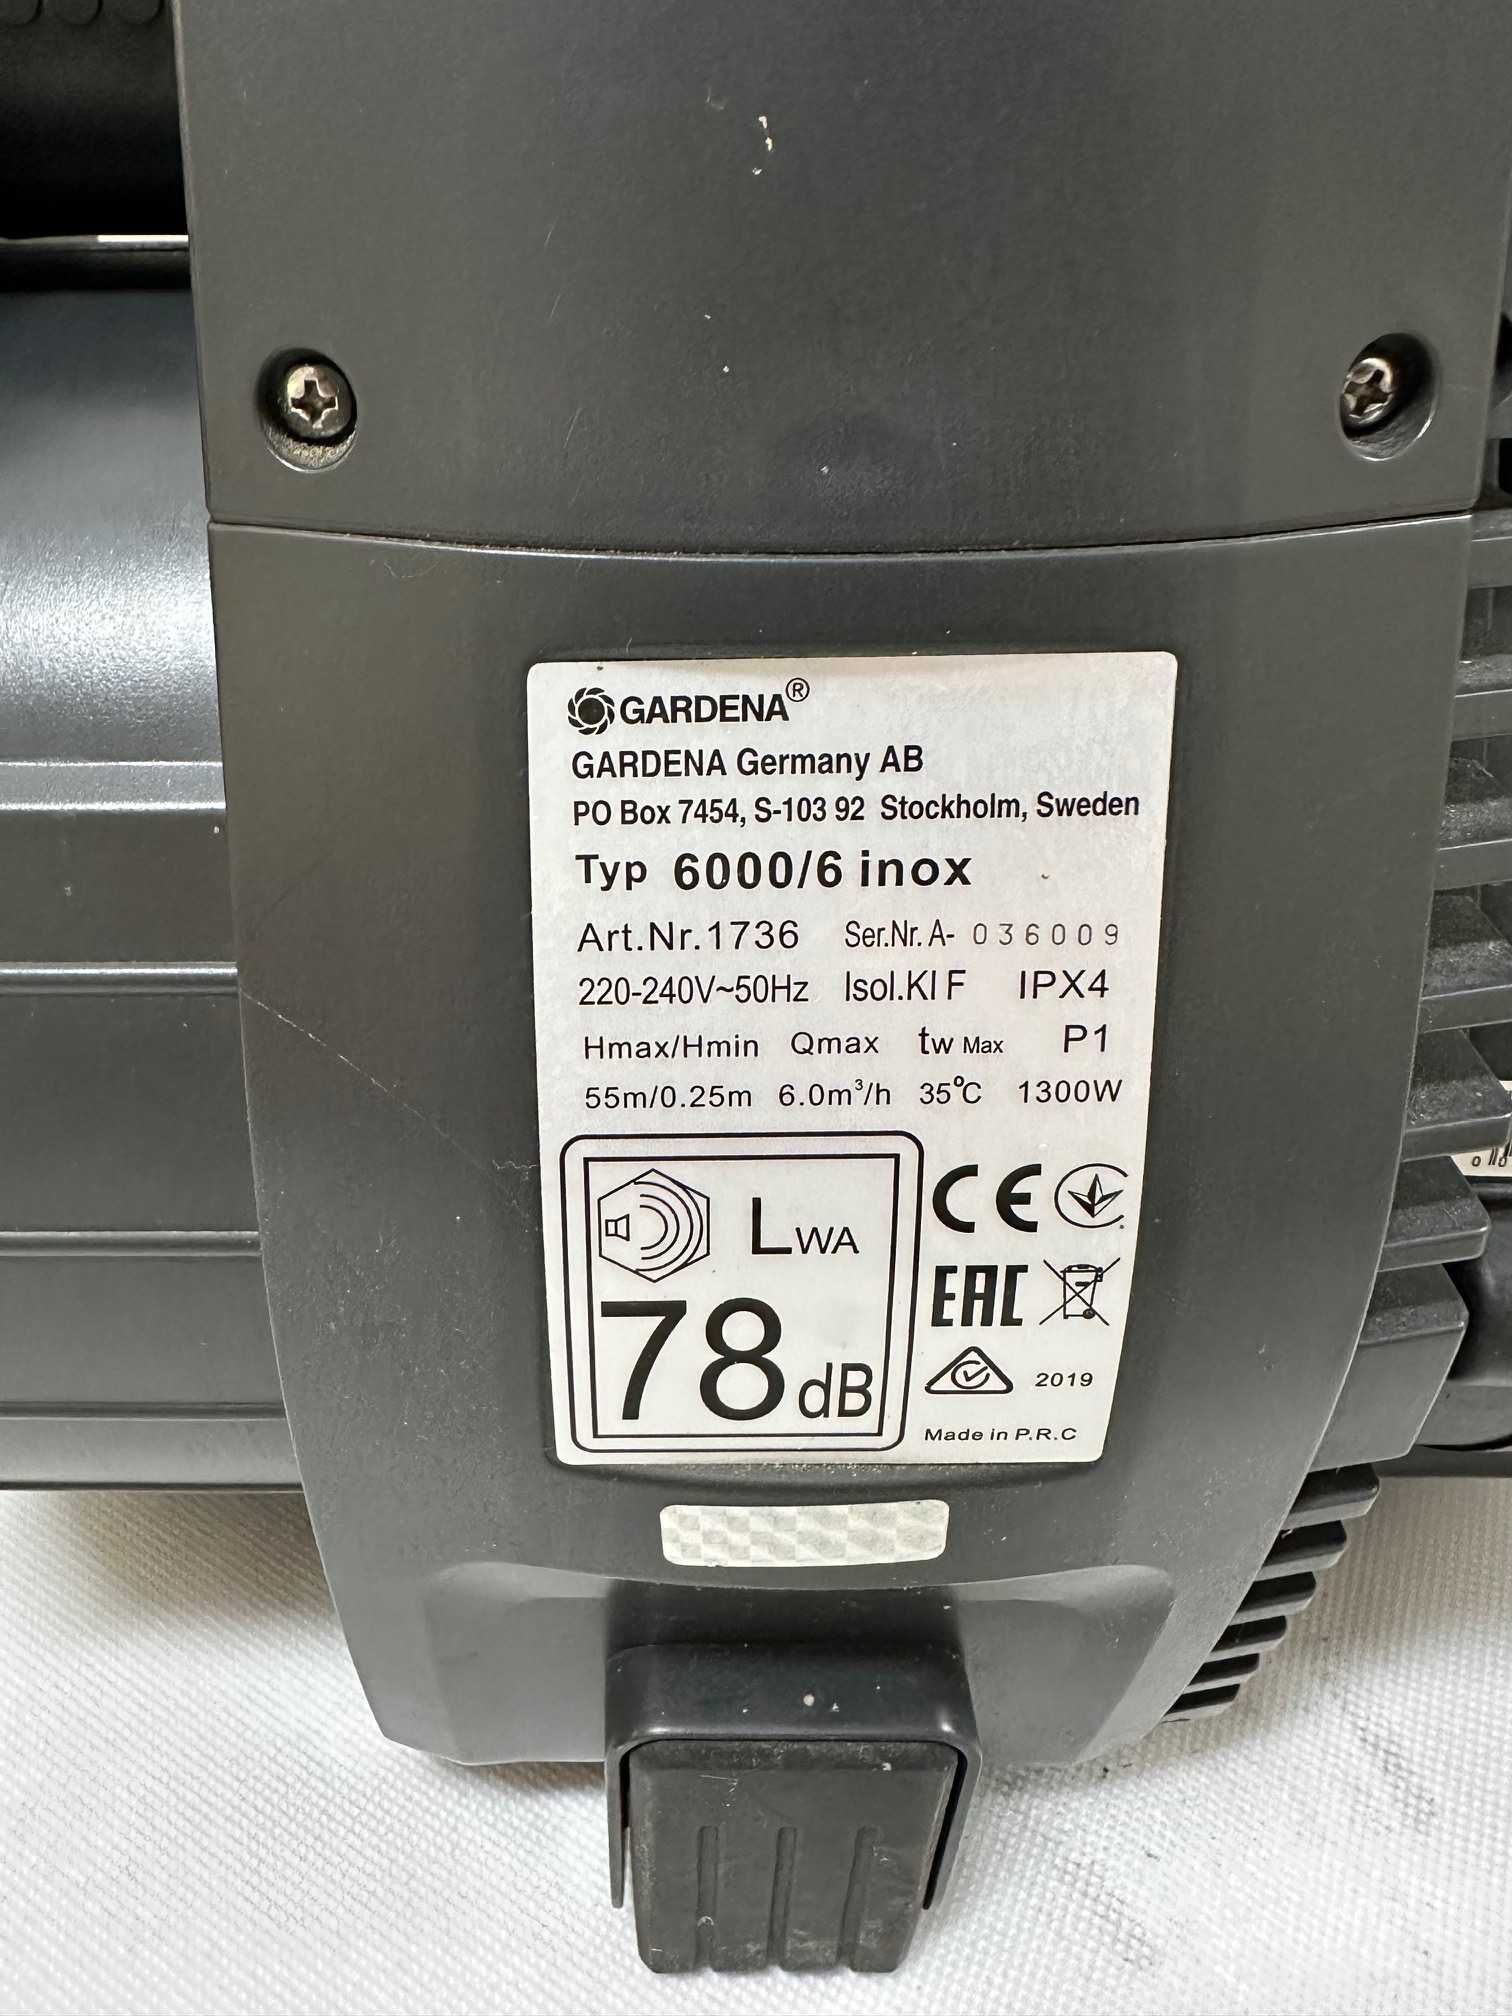 GARDENA®
GARDENA Germany AB
PO Box 7454, S-103 92 Stockholm, Sweden
Typ 6000/6 inox
Art.Nr.1736 Ser.Nr. A- 036009
220-240V~50Hz Isol.Kl F IPX4
Hmax/Hmin Qmax tw Max P1
55m/0.25m 6.0m³/h 35°C 1300W
LWA
78 dB
CE
EAC
2019
Made in P.R.C